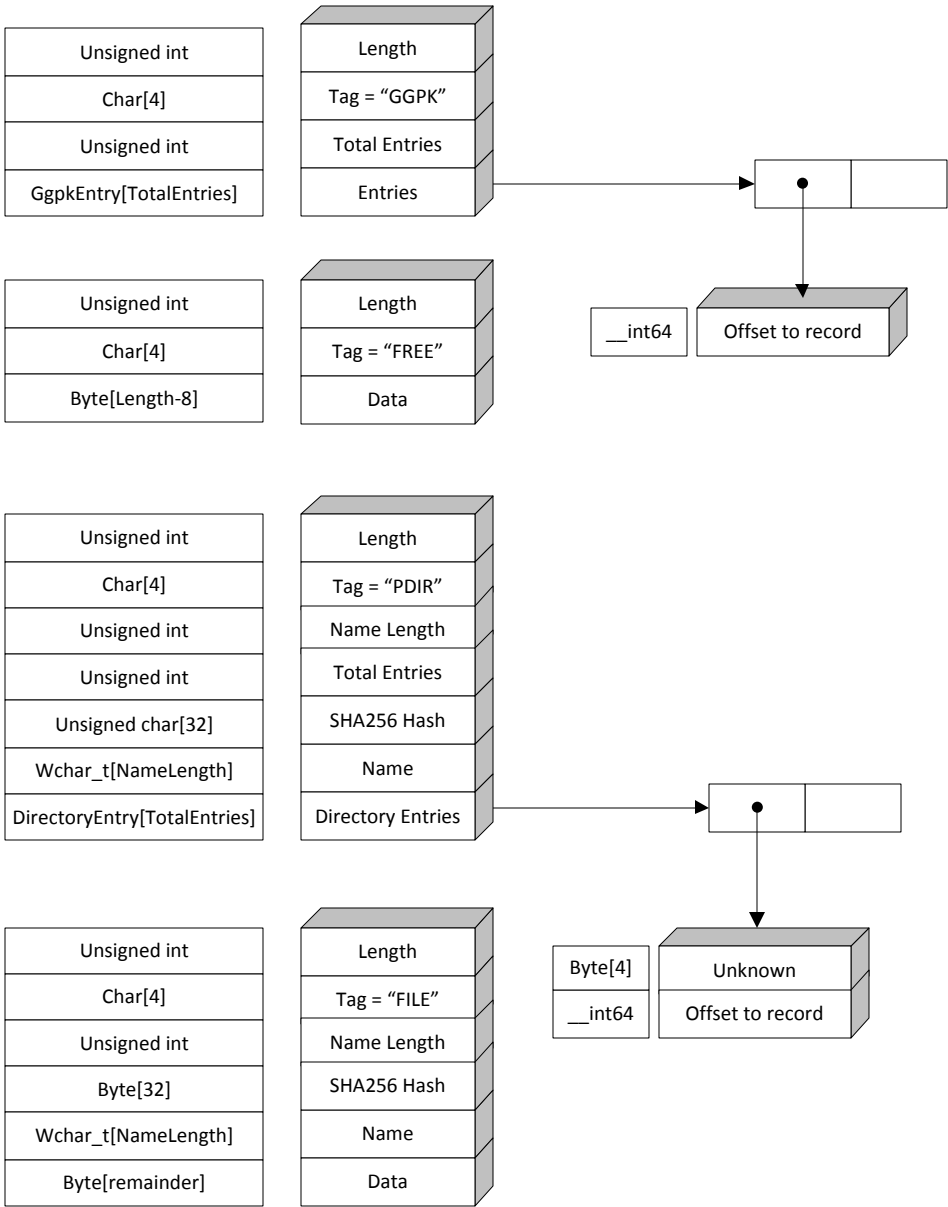 Unsigned int
Length
Char[4]
Tag = “GGPK”
Unsigned int
Total Entries
GgpkEntry[TotalEntries]
Entries
Unsigned int
Length
__int64
Offset to record
Char[4]
Tag = “FREE”
Byte[Length-8]
Data
Unsigned int
Length
Char[4]
Tag = “PDIR”
Unsigned int
Name Length
Unsigned int
Total Entries
Unsigned char[32]
SHA256 Hash
Wchar_t[NameLength]
Name
DirectoryEntry[TotalEntries]
Directory Entries
Unsigned int
Length
Byte[4]
Unknown
Char[4]
Tag = “FILE”
__int64
Offset to record
Unsigned int
Name Length
Byte[32]
SHA256 Hash
Wchar_t[NameLength]
Name
Byte[remainder]
Data